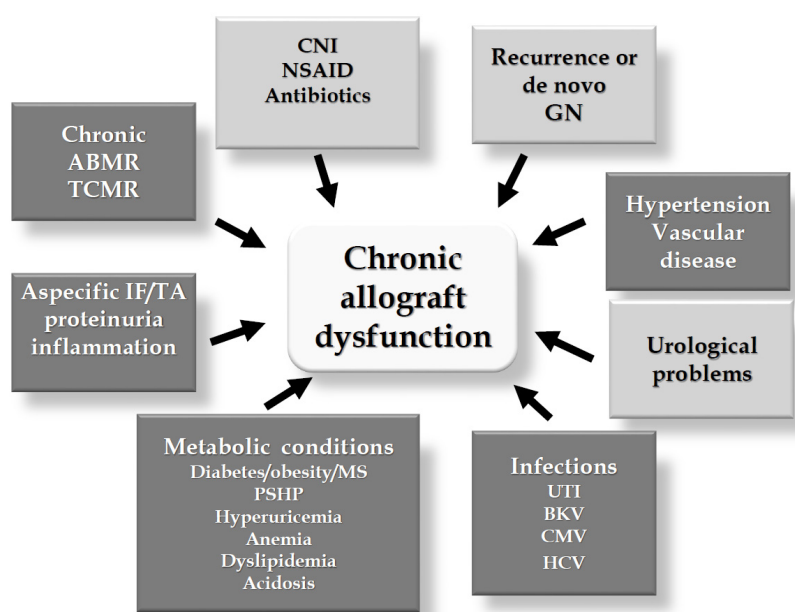 CNI
NSAID
Antibiotics
Recurrence or
de novo
GN
Chronic
ABMR
TCMR
Hypertension
Vascular
disease
Chronic
allograft
dysfunction
Aspecific IF/TA
proteinuria
inflammation
Urological
problems
Metabolic conditions
Diabetes/obesity/MS
PSHP
Hyperuricemia
Anemia
Dyslipidemia
Acidosis
Infections
UTI
BKV
CMV
HCV